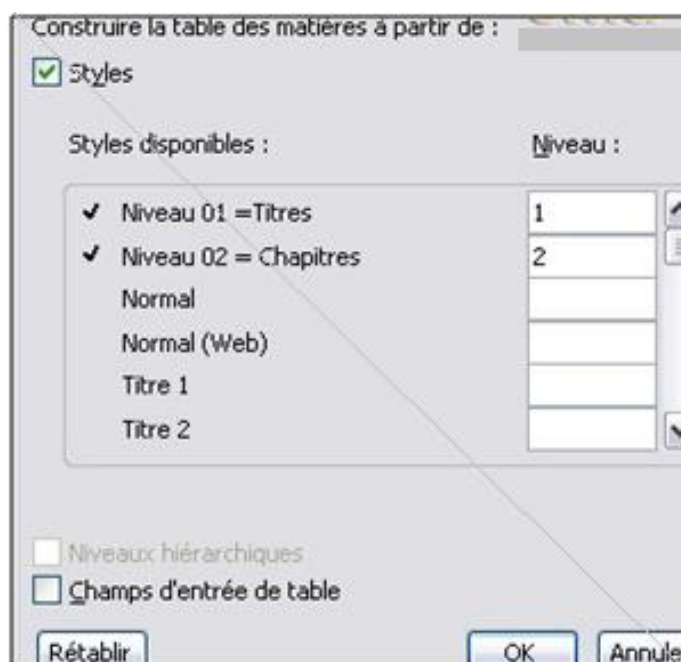 Construire la table des matières à partir de :
Styles
Styles disponibles : Niveau :
Niveau 01 =Titres 1
Niveau 02 = Chapitres 2
Normal
Normal (Web)
Titre 1
Titre 2
Niveaux hiérarchiques
Champs d'entrée de table
Rétablir OK Annule